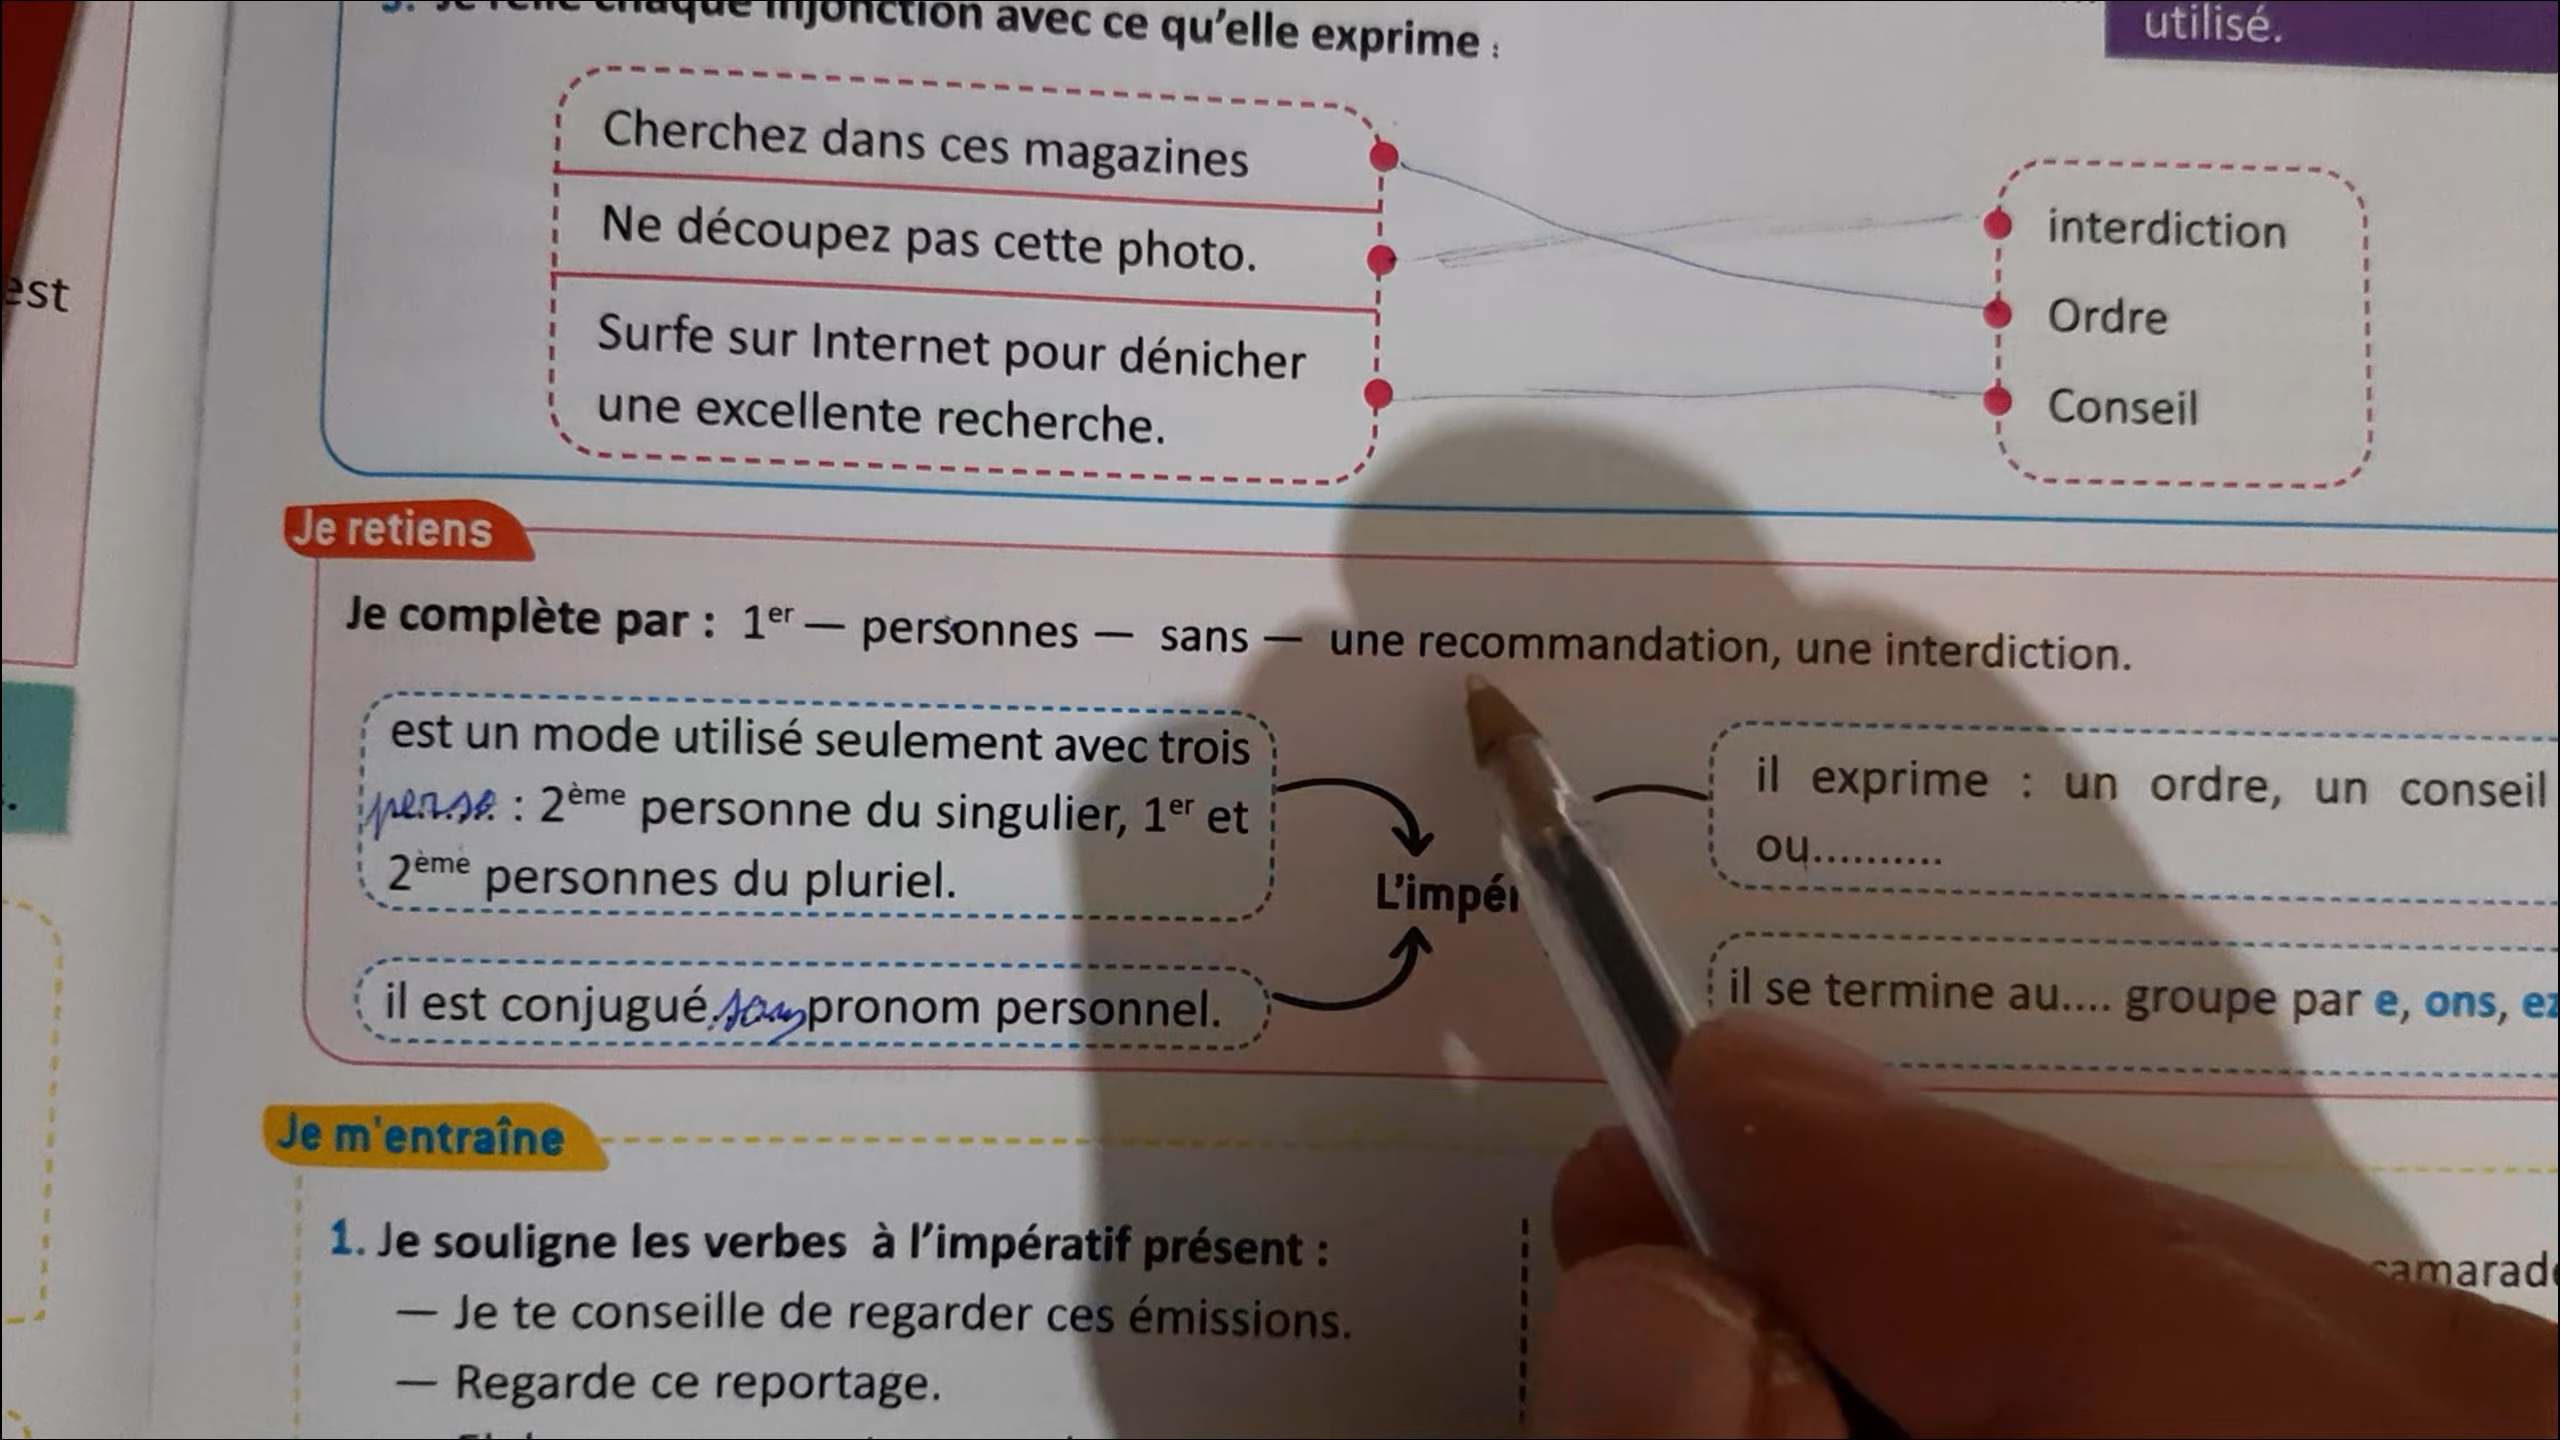 chaque injonction avec ce qu'elle exprime :
utilisé.
Cherchez dans ces magazines
Ne découpez pas cette photo.
Surfe sur Internet pour dénicher
une excellente recherche.
interdiction
Ordre
Conseil
est
Je retiens
Je complète par : 1er — personnes — sans — une recommandation, une interdiction.
est un mode utilisé seulement avec trois
: 2ème personne du singulier, 1er et
2ème personnes du pluriel.
il est conjugué sans pronom personnel.
L'impér
il exprime : un ordre, un conseil
ou..........
il se termine au.... groupe par e, ons, ez
Je m'entraîne
1. Je souligne les verbes à l'impératif présent :
— Je te conseille de regarder ces émissions.
— Regarde ce reportage.
camarade